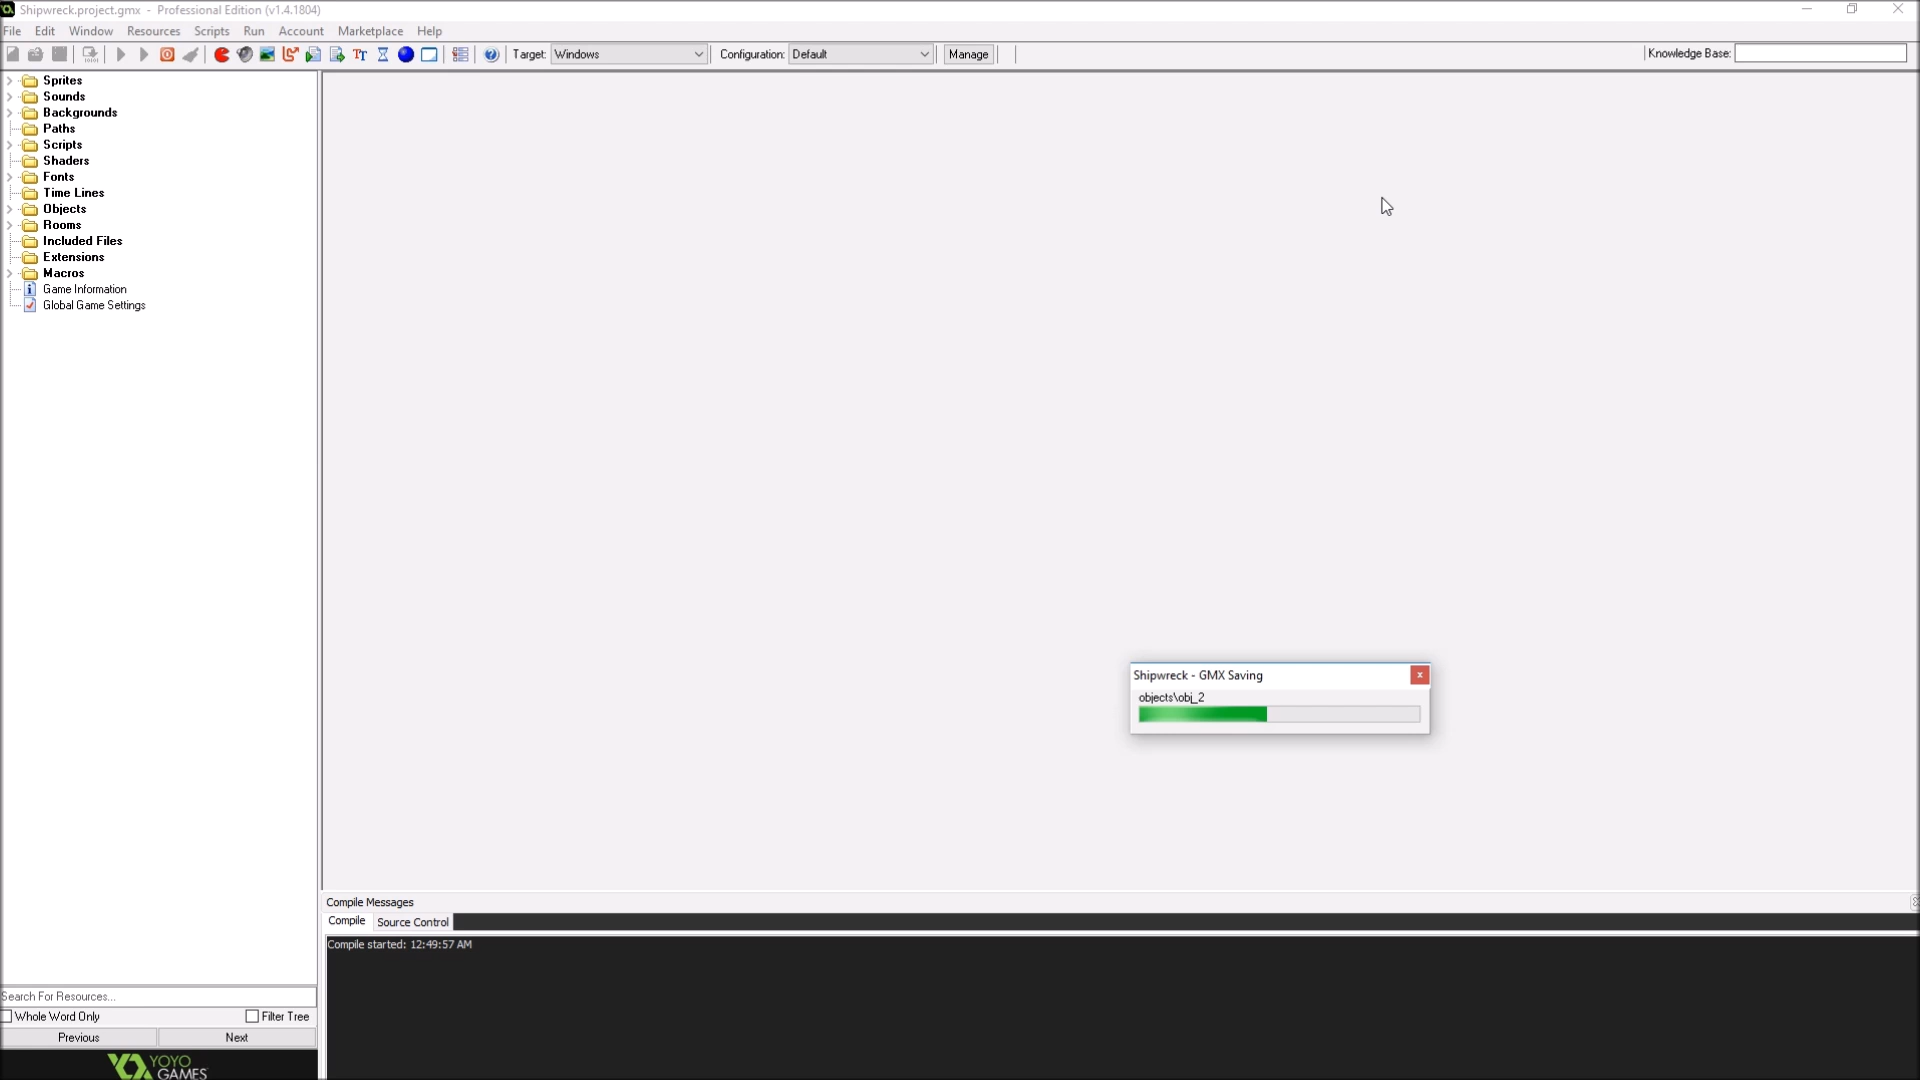 Shipwreck.project.gmx - Professional Edition (v1.4.1804)
File Edit Window Resources Scripts Run Account Marketplace Help
Target: Windows Configuration: Default Manage Knowledge Base:
Sprites
Sounds
Backgrounds
Paths
Scripts
Shaders
Fonts
Time Lines
Objects
Rooms
Included Files
Extensions
Macros
Game Information
Global Game Settings
Shipwreck - GMX Saving
objects\obj_2
Compile Messages
Compile Source Control
Compile started: 12:49:57 AM
Search For Resources...
Whole Word Only Filter Tree
Previous Next
YOYO
GAMES